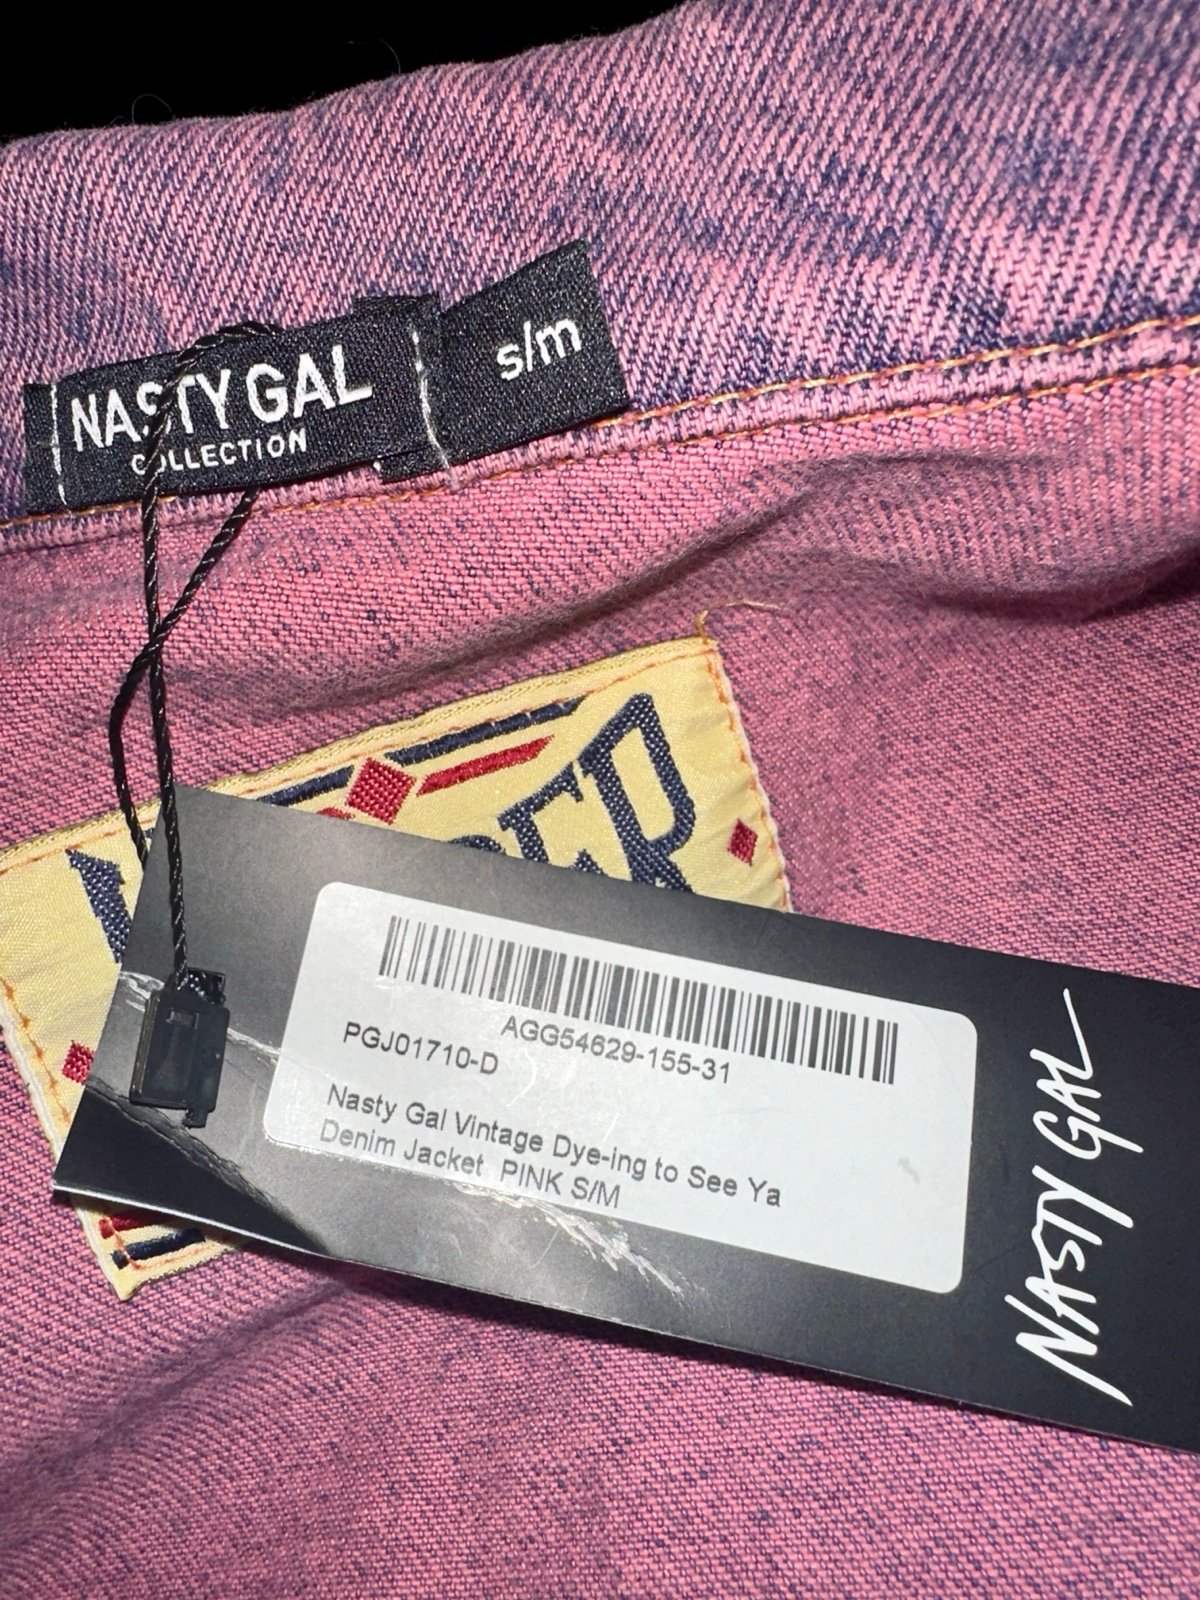 NASTY GAL
COLLECTION
s/m
AGG54629-155-31
PGJ01710-D
Nasty Gal Vintage Dye-ing to See Ya
Denim Jacket PINK S/M
NASTY GAL